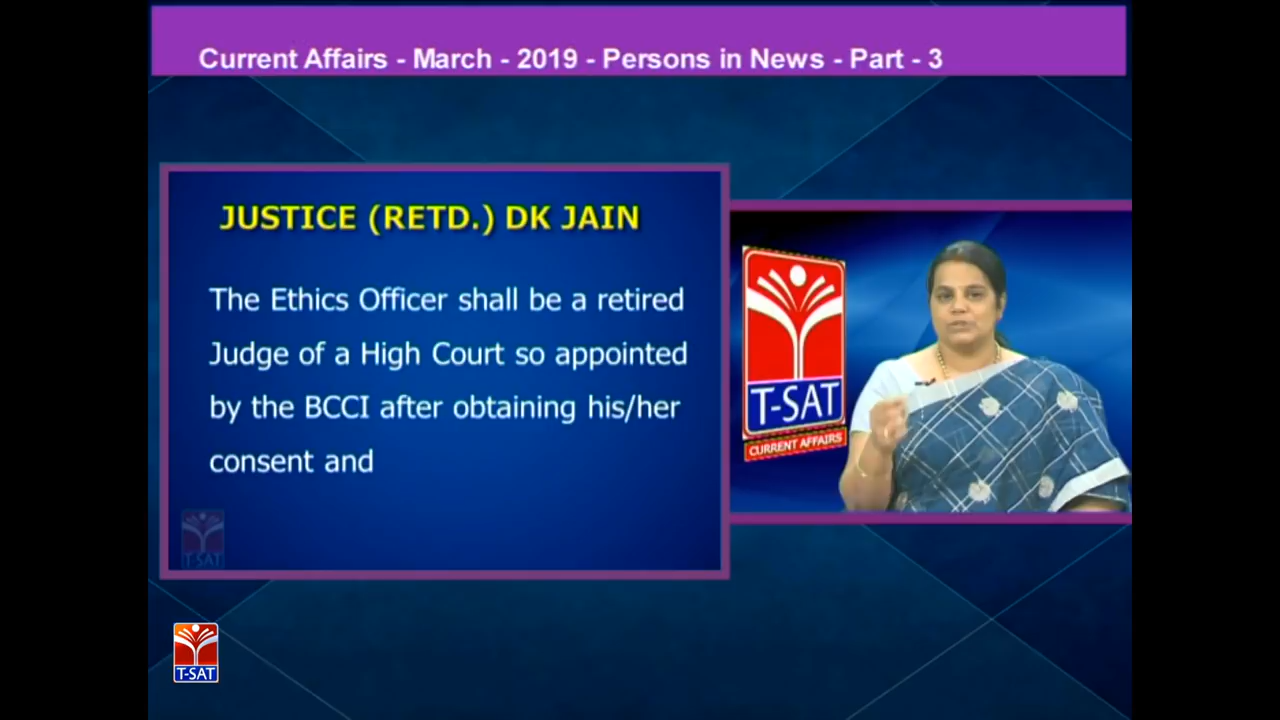 Current Affairs - March - 2019 - Persons in News - Part - 3
JUSTICE (RETD.) DK JAIN
The Ethics Officer shall be a retired
Judge of a High Court so appointed
by the BCCI after obtaining his/her
consent and
T-SAT
T-SAT
CURRENT AFFAIRS
T-SAT